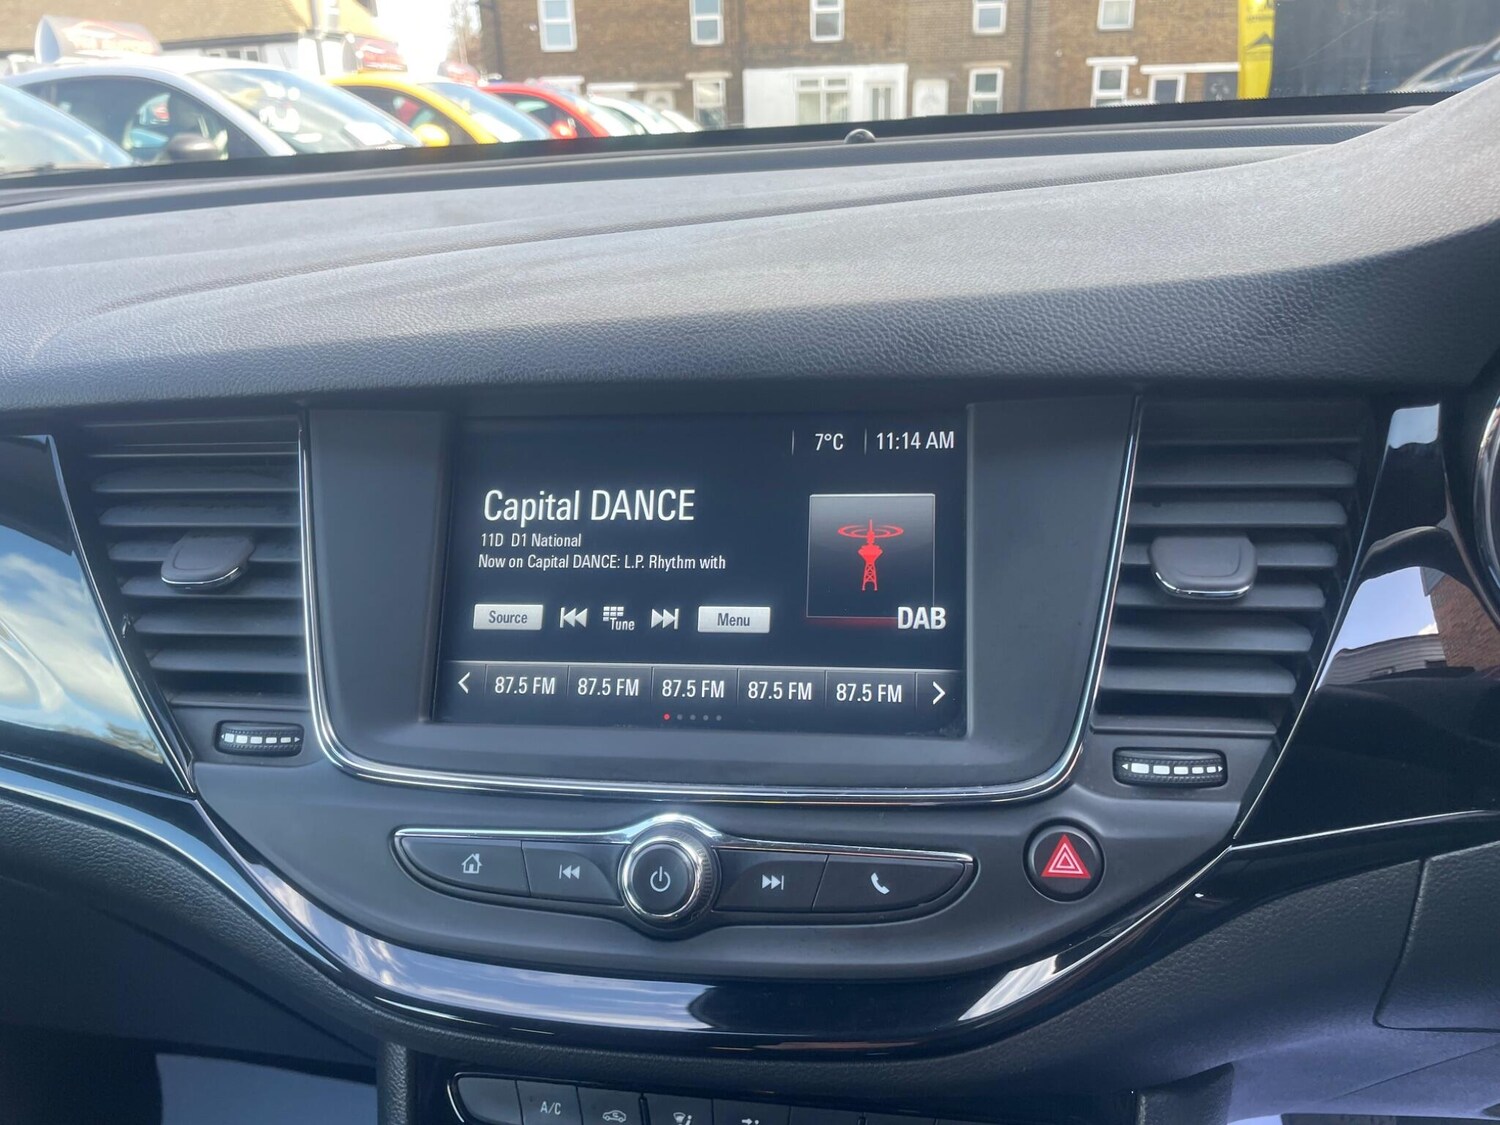 7°C 11:14 AM
Capital DANCE
11D D1 National
Now on Capital DANCE: L.P. Rhythm with
Source Tune Menu
DAB
87.5 FM 87.5 FM 87.5 FM 87.5 FM 87.5 FM
A/C